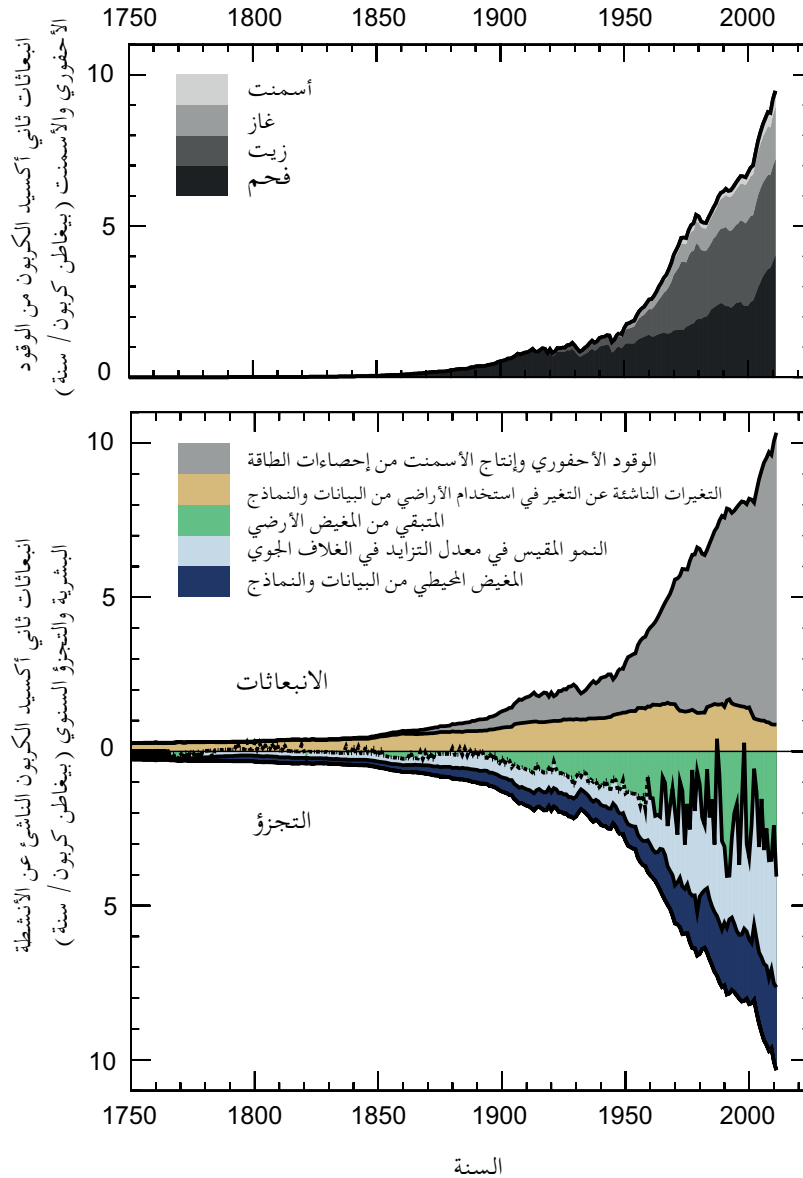 1750 1800 1850 1900 1950 2000
انبعاثات ثاني أكسيد الكربون من الوقود
الأحفوري والأسمنت (بيغاطن كربون/ سنة)
10
5
0
أسمنت
غاز
زيت
فحم
انبعاثات ثاني أكسيد الكربون الناشئ عن الأنشطة
البشرية والتجزؤ السنوي (بيغاطن كربون/ سنة)
10
5
0
5
10
الوقود الأحفوري وإنتاج الأسمنت من إحصاءات الطاقة
التغيرات الناشئة عن التغير في استخدام الأراضي من البيانات والنماذج
المتبقي من المغيض الأرضي
النمو المقيس في معدل التزايد في الغلاف الجوي
المغيض المحيطي من البيانات والنماذج
الانبعاثات
التجزؤ
1750 1800 1850 1900 1950 2000
السنة